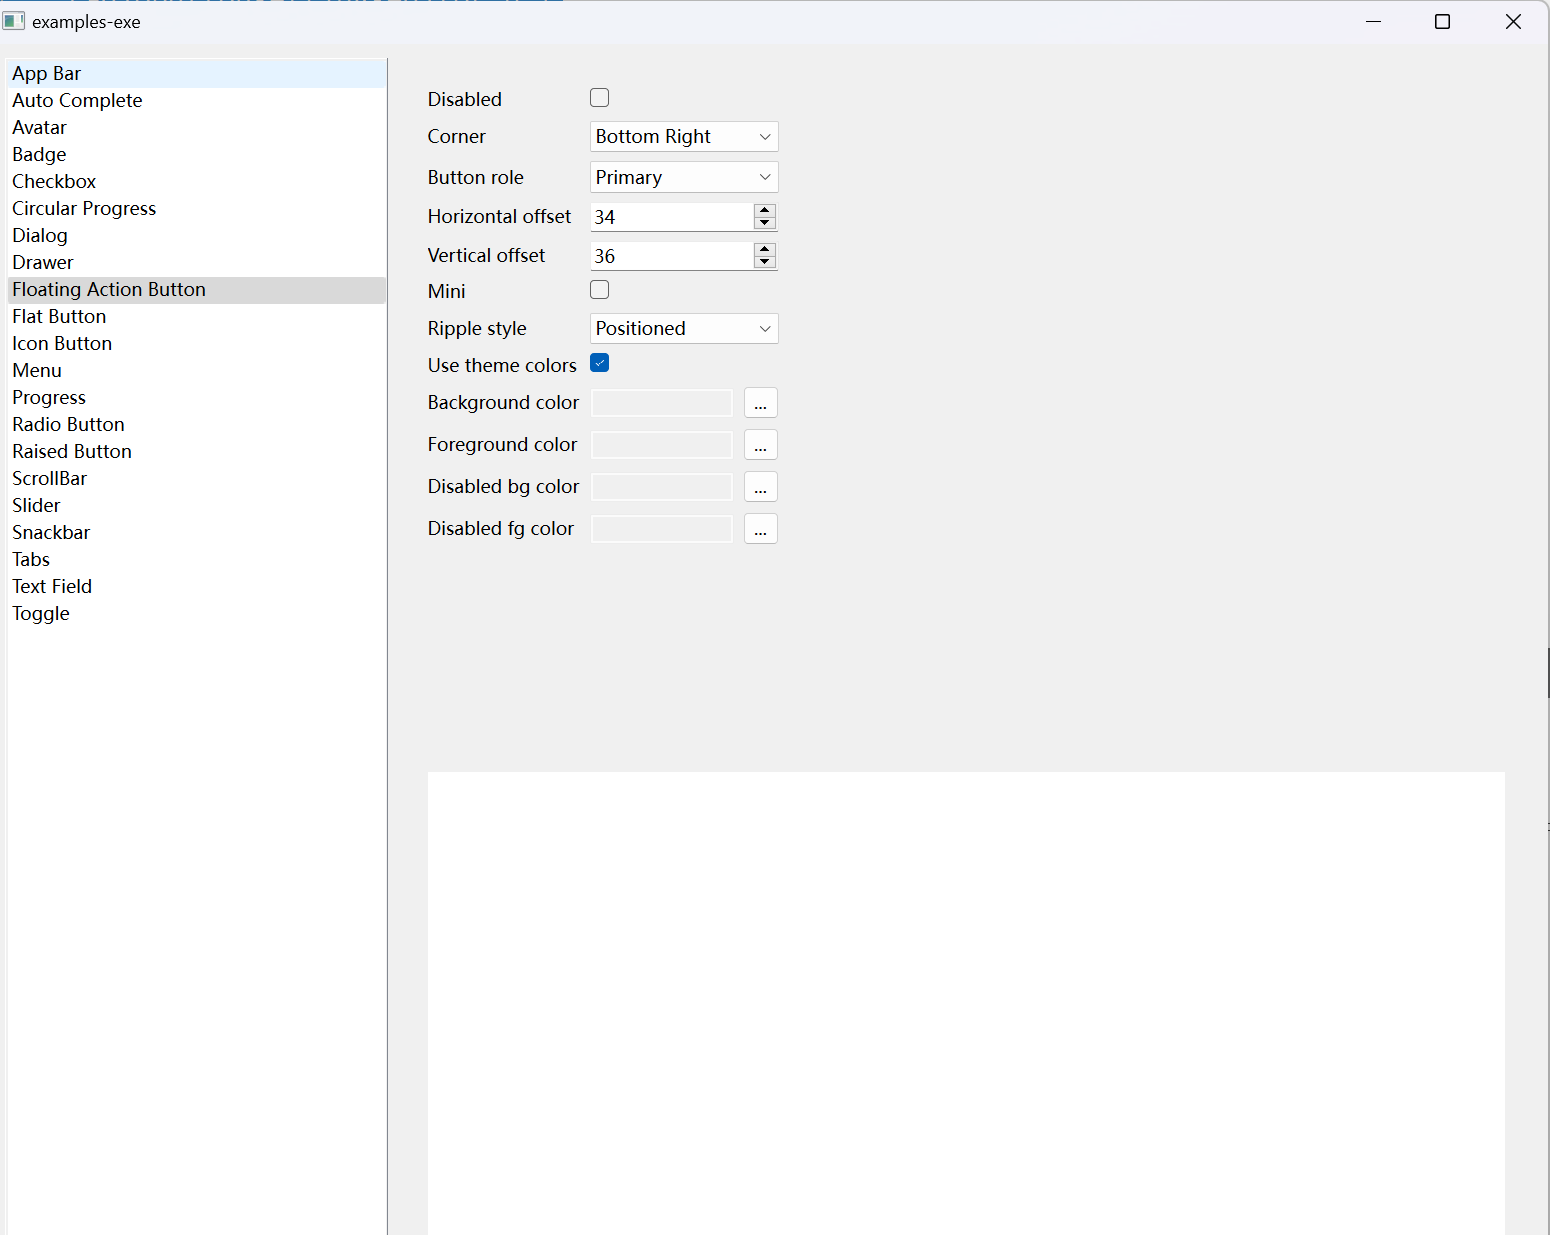 examples-exe
App Bar
Auto Complete
Avatar
Badge
Checkbox
Circular Progress
Dialog
Drawer
Floating Action Button
Flat Button
Icon Button
Menu
Progress
Radio Button
Raised Button
ScrollBar
Slider
Snackbar
Tabs
Text Field
Toggle
Disabled
Corner Bottom Right
Button role Primary
Horizontal offset 34
Vertical offset 36
Mini
Ripple style Positioned
Use theme colors
Background color ...
Foreground color ...
Disabled bg color ...
Disabled fg color ...